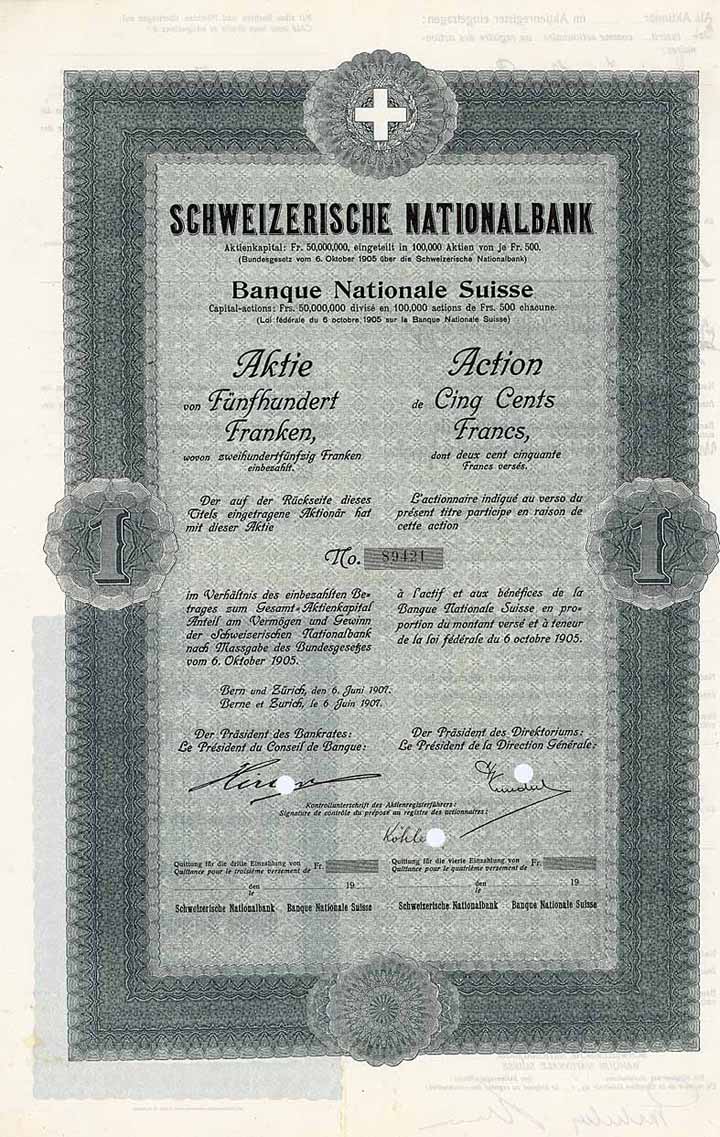 SCHWEIZERISCHE NATIONALBANK
Aktienkapital: Fr. 50,000,000, eingeteilt in 100,000 Aktien von je Fr. 500.
(Bundesgesetz vom 6. Oktober 1905 über die Schweizerische Nationalbank)
Banque Nationale Suisse
Capital-actions: Frs. 50,000,000 divisé en 100,000 actions de Frs. 500 chacune.
(Loi fédérale du 6 octobre 1905 sur la Banque Nationale Suisse)
Aktie
von Fünfhundert
Franken,
wovon zweihundertfünfzig Franken
einbezahlt.
Action
de Cinq Cents
Francs,
dont deux cent cinquante
Francs versés.
Der auf der Rückseite dieses
Titels eingetragene Aktionär hat
mit dieser Aktie
L'actionnaire indiqué au verso du
présent titre participe en raison de
cette action
1
1
No. 89421
im Verhältnis des einbezahlten Be-
trages zum Gesamt-Aktienkapital
Anteil am Vermögen und Gewinn
der Schweizerischen Nationalbank
nach Massgabe des Bundesgesetzes
vom 6. Oktober 1905.
à l'actif et aux bénéfices de la
Banque Nationale Suisse en pro-
portion du montant versé et à teneur
de la loi fédérale du 6 octobre 1905.
Bern und Zürich, den 6. Juni 1907.
Berne et Zurich, le 6 Juin 1907.
Der Präsident des Bankrates:
Le Président du Conseil de Banque:
Der Präsident des Direktoriums:
Le Président de la Direction Générale:
Kontrollunterschrift des Aktienregisterführers:
Signature de contrôle du préposé au registre des actionnaires:
Quittung für die dritte Einzahlung von Fr.
Quittance pour le troisième versement de
den 19
le
Schweizerische Nationalbank Banque Nationale Suisse
Quittung für die vierte Einzahlung von Fr.
Quittance pour le quatrième versement de
den 19
le
Schweizerische Nationalbank Banque Nationale Suisse